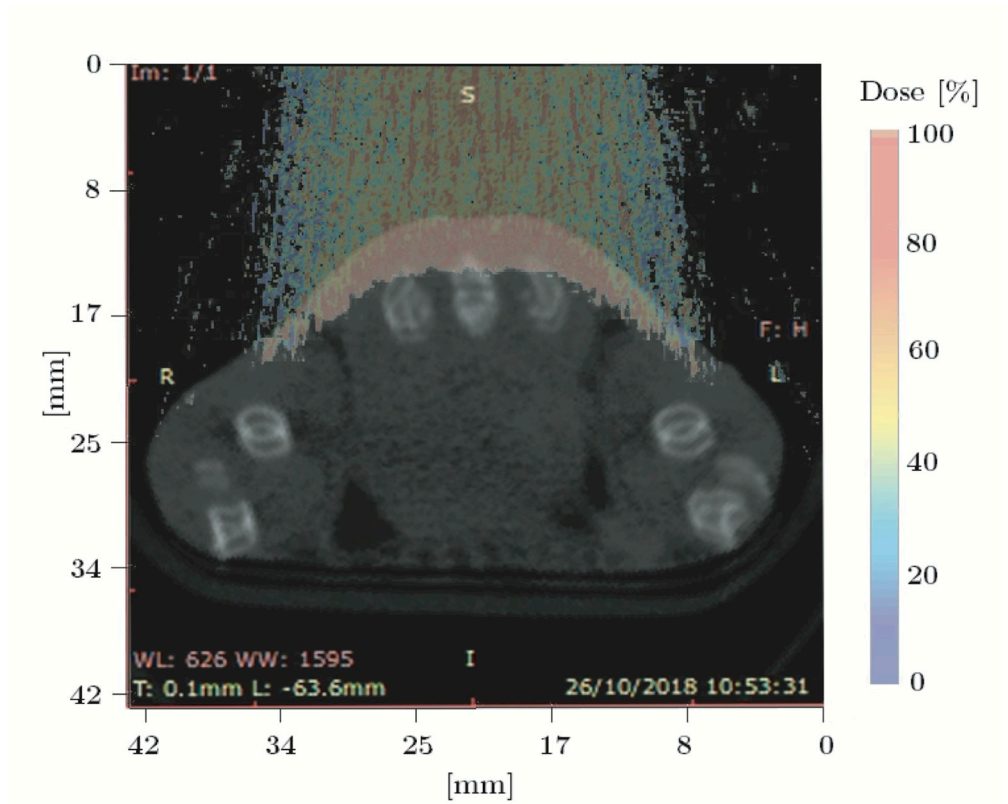 0
Im: 1/1
S
Dose [%]
100
8
80
17
F: H
60
[mm]
R
L
25
40
34
20
WL: 626 WW: 1595
I
T: 0.1mm L: -63.6mm
26/10/2018 10:53:31
0
42
42 34 25 17 8 0
[mm]